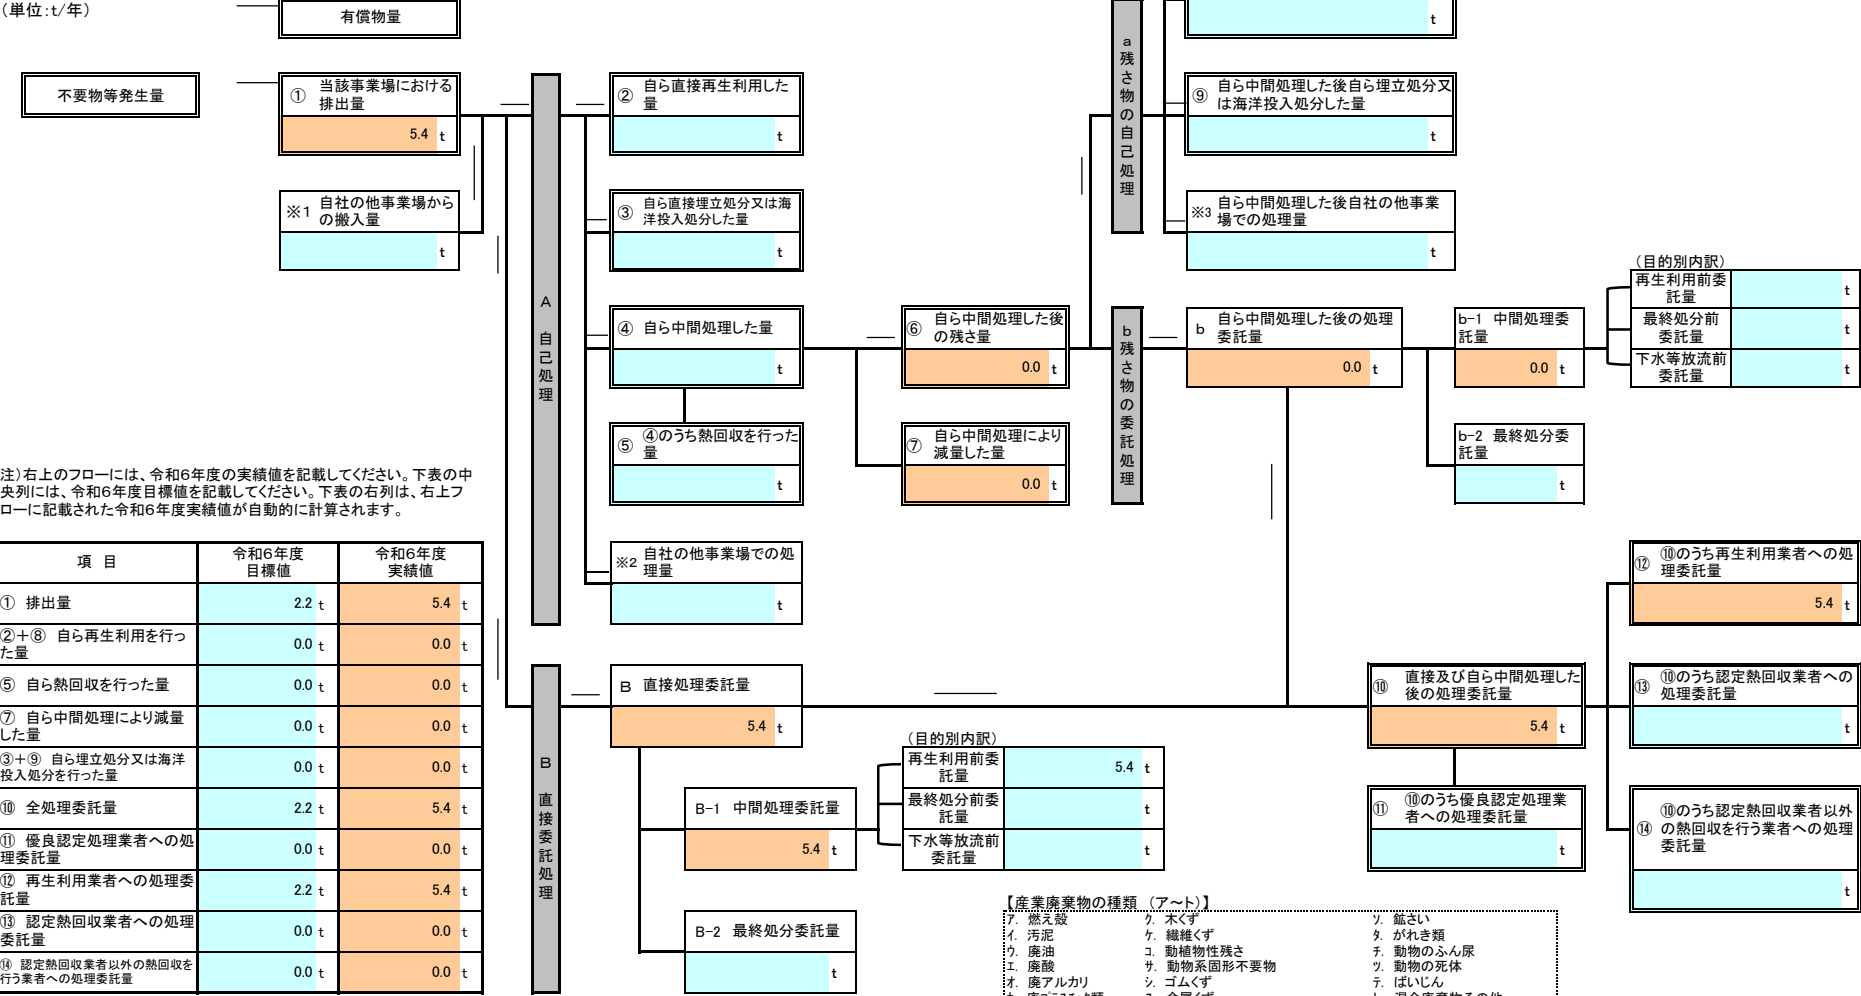 （単位：t/年）
有償物量
不要物等発生量
① 当該事業場における
排出量
5.4 t
※1 自社の他事業場から
の搬入量
t
A 自己処理
② 自ら直接再生利用した
量
t
③ 自ら直接埋立処分又は海
洋投入処分した量
t
④ 自ら中間処理した量
t
⑤ ④のうち熱回収を行った
量
t
※2 自社の他事業場での処
理量
t
⑥ 自ら中間処理した後
の残さ量
0.0 t
⑦ 自ら中間処理により
減量した量
0.0 t
a 残さ物の自己処理
t
⑨ 自ら中間処理した後自ら埋立処分又
は海洋投入処分した量
t
※3 自ら中間処理した後自社の他事業
場での処理量
t
b 残さ物の委託処理
b 自ら中間処理した後の処理
委託量
0.0 t
b-1 中間処理委
託量
0.0 t
b-2 最終処分委
託量
t
（目的別内訳）
再生利用前委
託量
t
最終処分前
委託量
t
下水等放流前
委託量
t
注）右上のフローには、令和6年度の実績値を記載してください。下表の中
央列には、令和6年度目標値を記載してください。下表の右列は、右上フ
ローに記載された令和6年度実績値が自動的に計算されます。
項 目
令和6年度
目標値
令和6年度
実績値
① 排出量 2.2 t 5.4 t
②＋⑧ 自ら再生利用を行っ
た量 0.0 t 0.0 t
⑤ 自ら熱回収を行った量 0.0 t 0.0 t
⑦ 自ら中間処理により減量
した量 0.0 t 0.0 t
③＋⑨ 自ら埋立処分又は海洋
投入処分を行った量 0.0 t 0.0 t
⑩ 全処理委託量 2.2 t 5.4 t
⑪ 優良認定処理業者への処
理委託量 0.0 t 0.0 t
⑫ 再生利用業者への処理委
託量 2.2 t 5.4 t
⑬ 認定熱回収業者への処理
委託量 0.0 t 0.0 t
⑭ 認定熱回収業者以外の熱回収を
行う業者への処理委託量 0.0 t 0.0 t
B 直接委託処理
B 直接処理委託量
5.4 t
B-1 中間処理委託量
5.4 t
B-2 最終処分委託量
t
（目的別内訳）
再生利用前委
託量
5.4 t
最終処分前委
託量
t
下水等放流前
委託量
t
⑩ 直接及び自ら中間処理した
後の処理委託量
5.4 t
⑪ ⑩のうち優良認定処理業
者への処理委託量
t
⑫ ⑩のうち再生利用業者への処
理委託量
5.4 t
⑬ ⑩のうち認定熱回収業者への
処理委託量
t
⑭ ⑩のうち認定熱回収業者以外
の熱回収を行う業者への処理
委託量
t
【産業廃棄物の種類 （ア～ト）】
ア. 燃え殻 ク. 木くず ソ. 鉱さい
イ. 汚泥 ケ. 繊維くず タ. がれき類
ウ. 廃油 コ. 動植物性残さ チ. 動物のふん尿
エ. 廃酸 サ. 動物系固形不要物 ツ. 動物の死体
オ. 廃アルカリ シ. ゴムくず テ. ばいじん